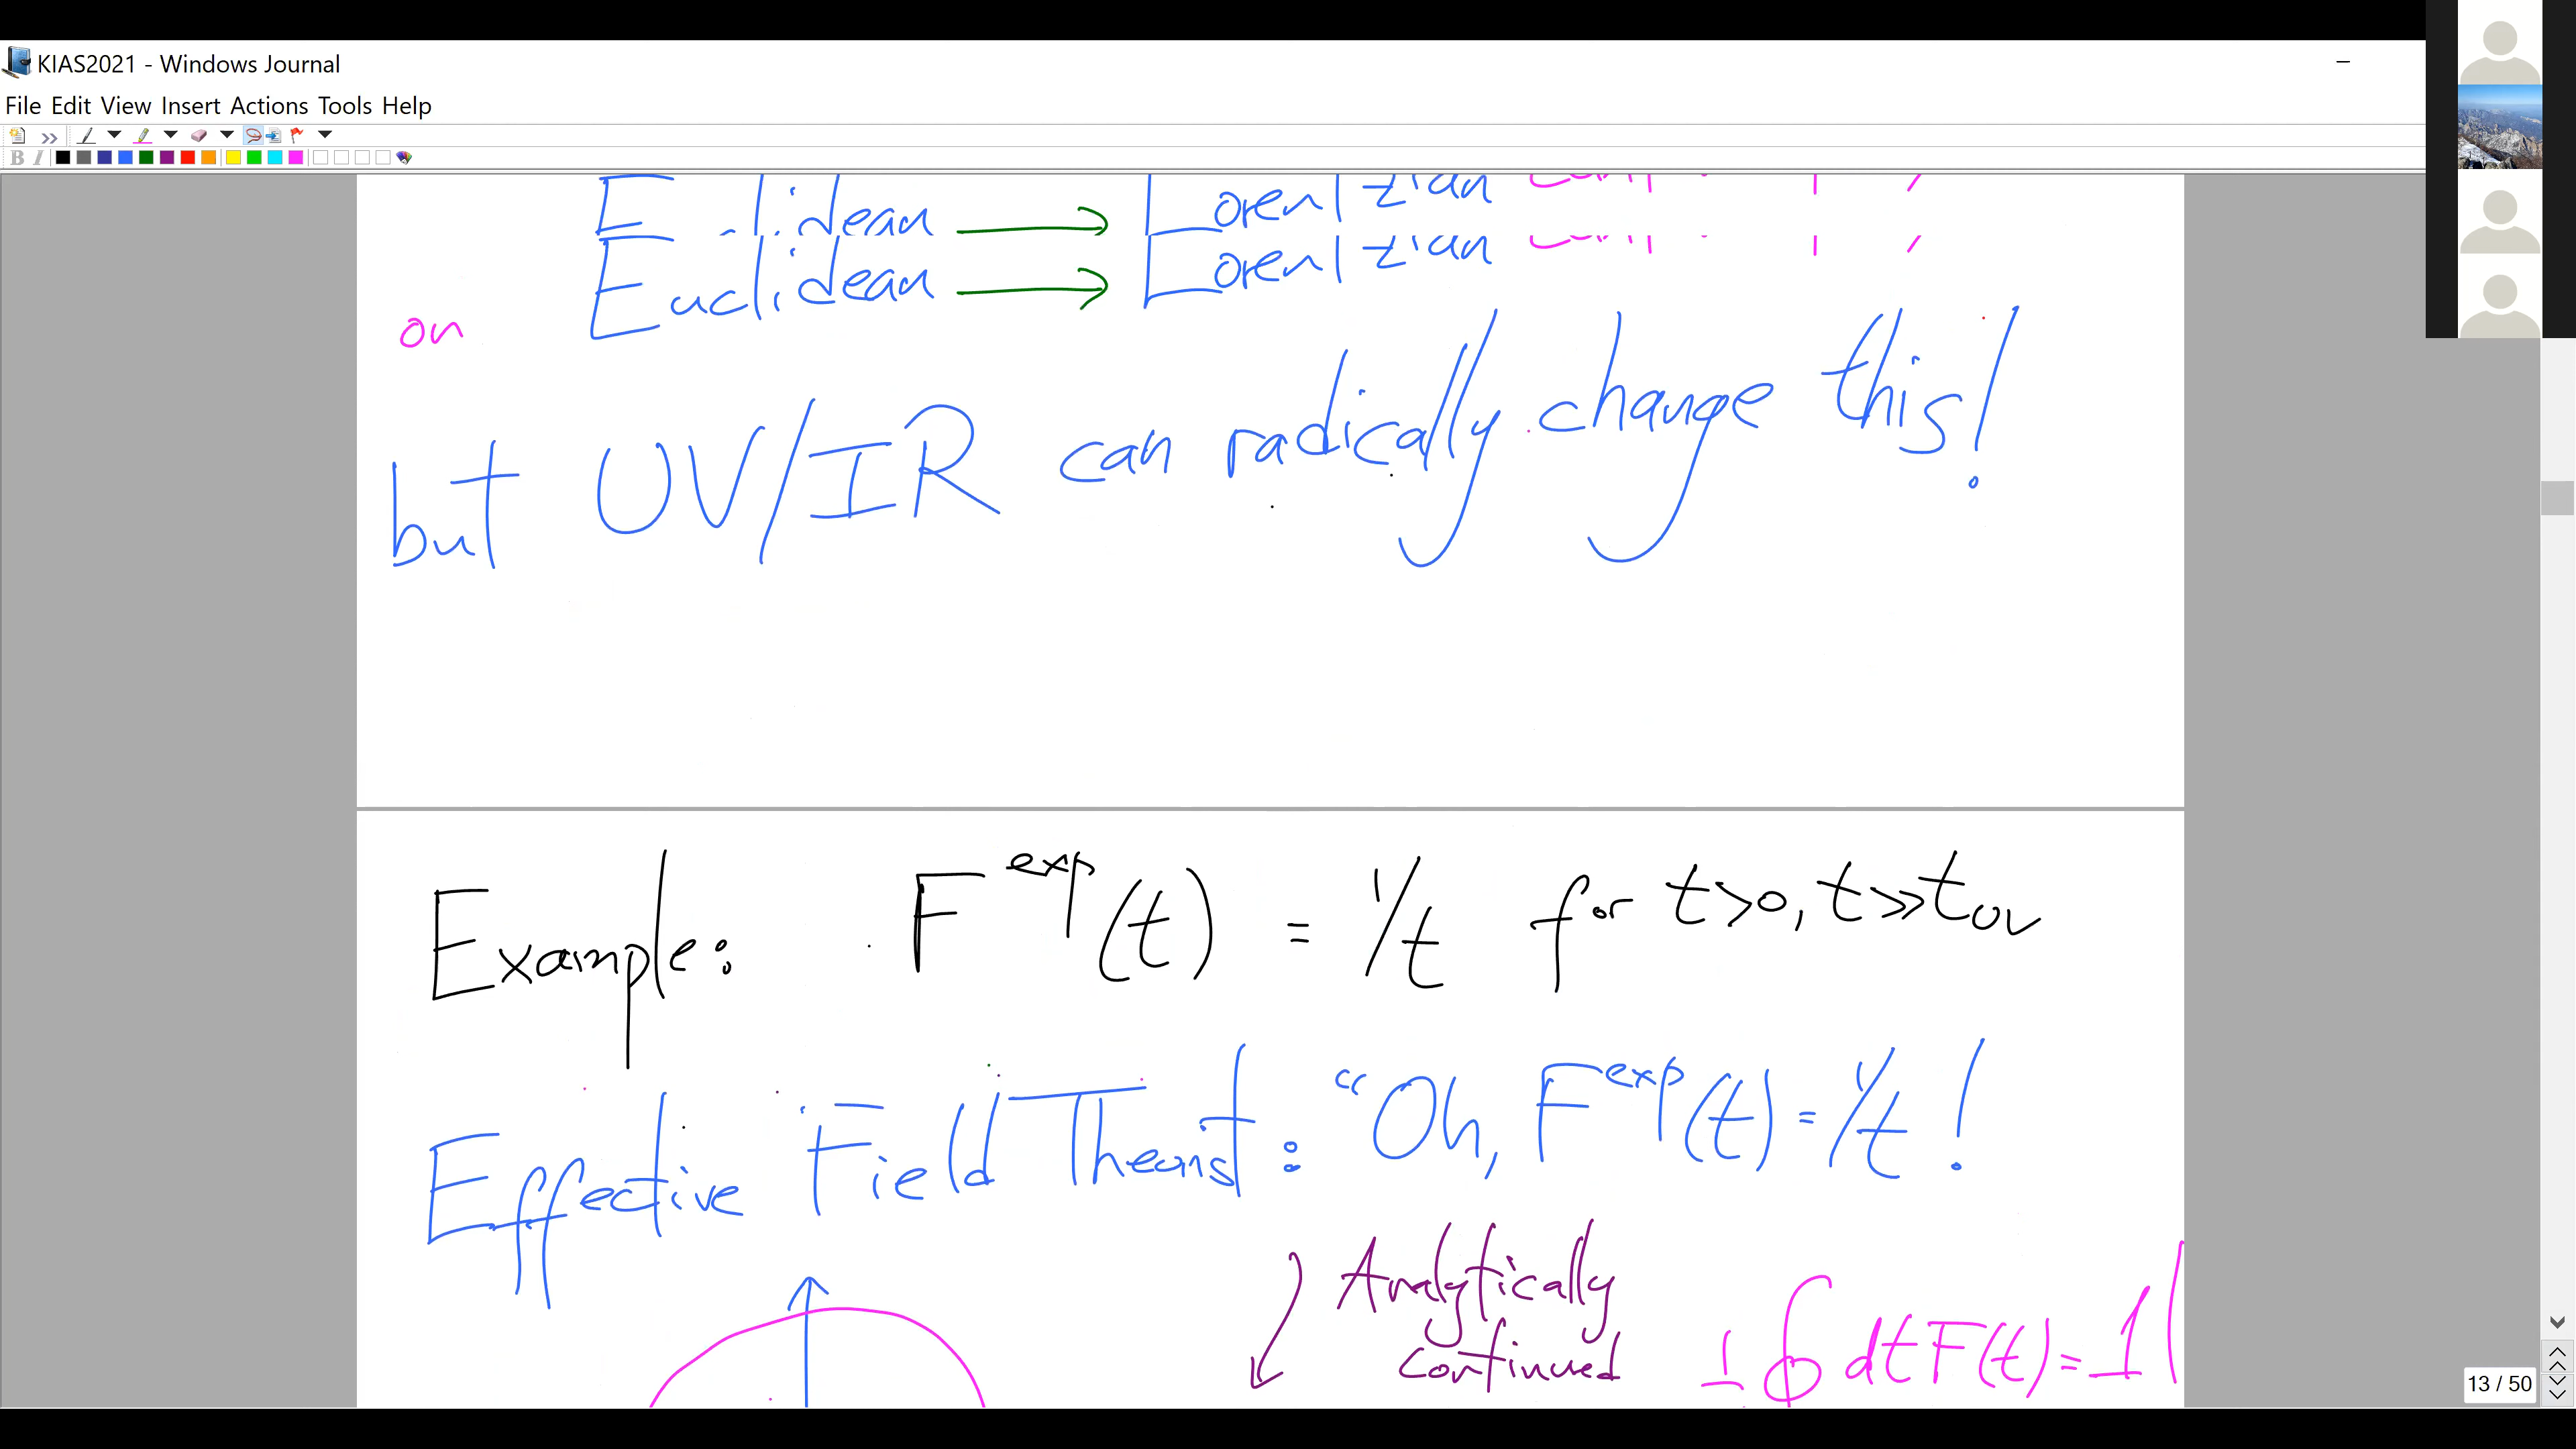 KIAS2021 - Windows Journal
File Edit View Insert Actions Tools Help
B I
Euclidean → Lorentzian
Euclidean → Lorentzian
on
but UV/IR can radically change this!
Example: F^exp(t) = 1/t for t>0, t≫t_UV
Effective Field Theorist: “Oh, F^exp(t) = 1/t !
Analytically
continued
∮ dt F(t) = 1
13 / 50